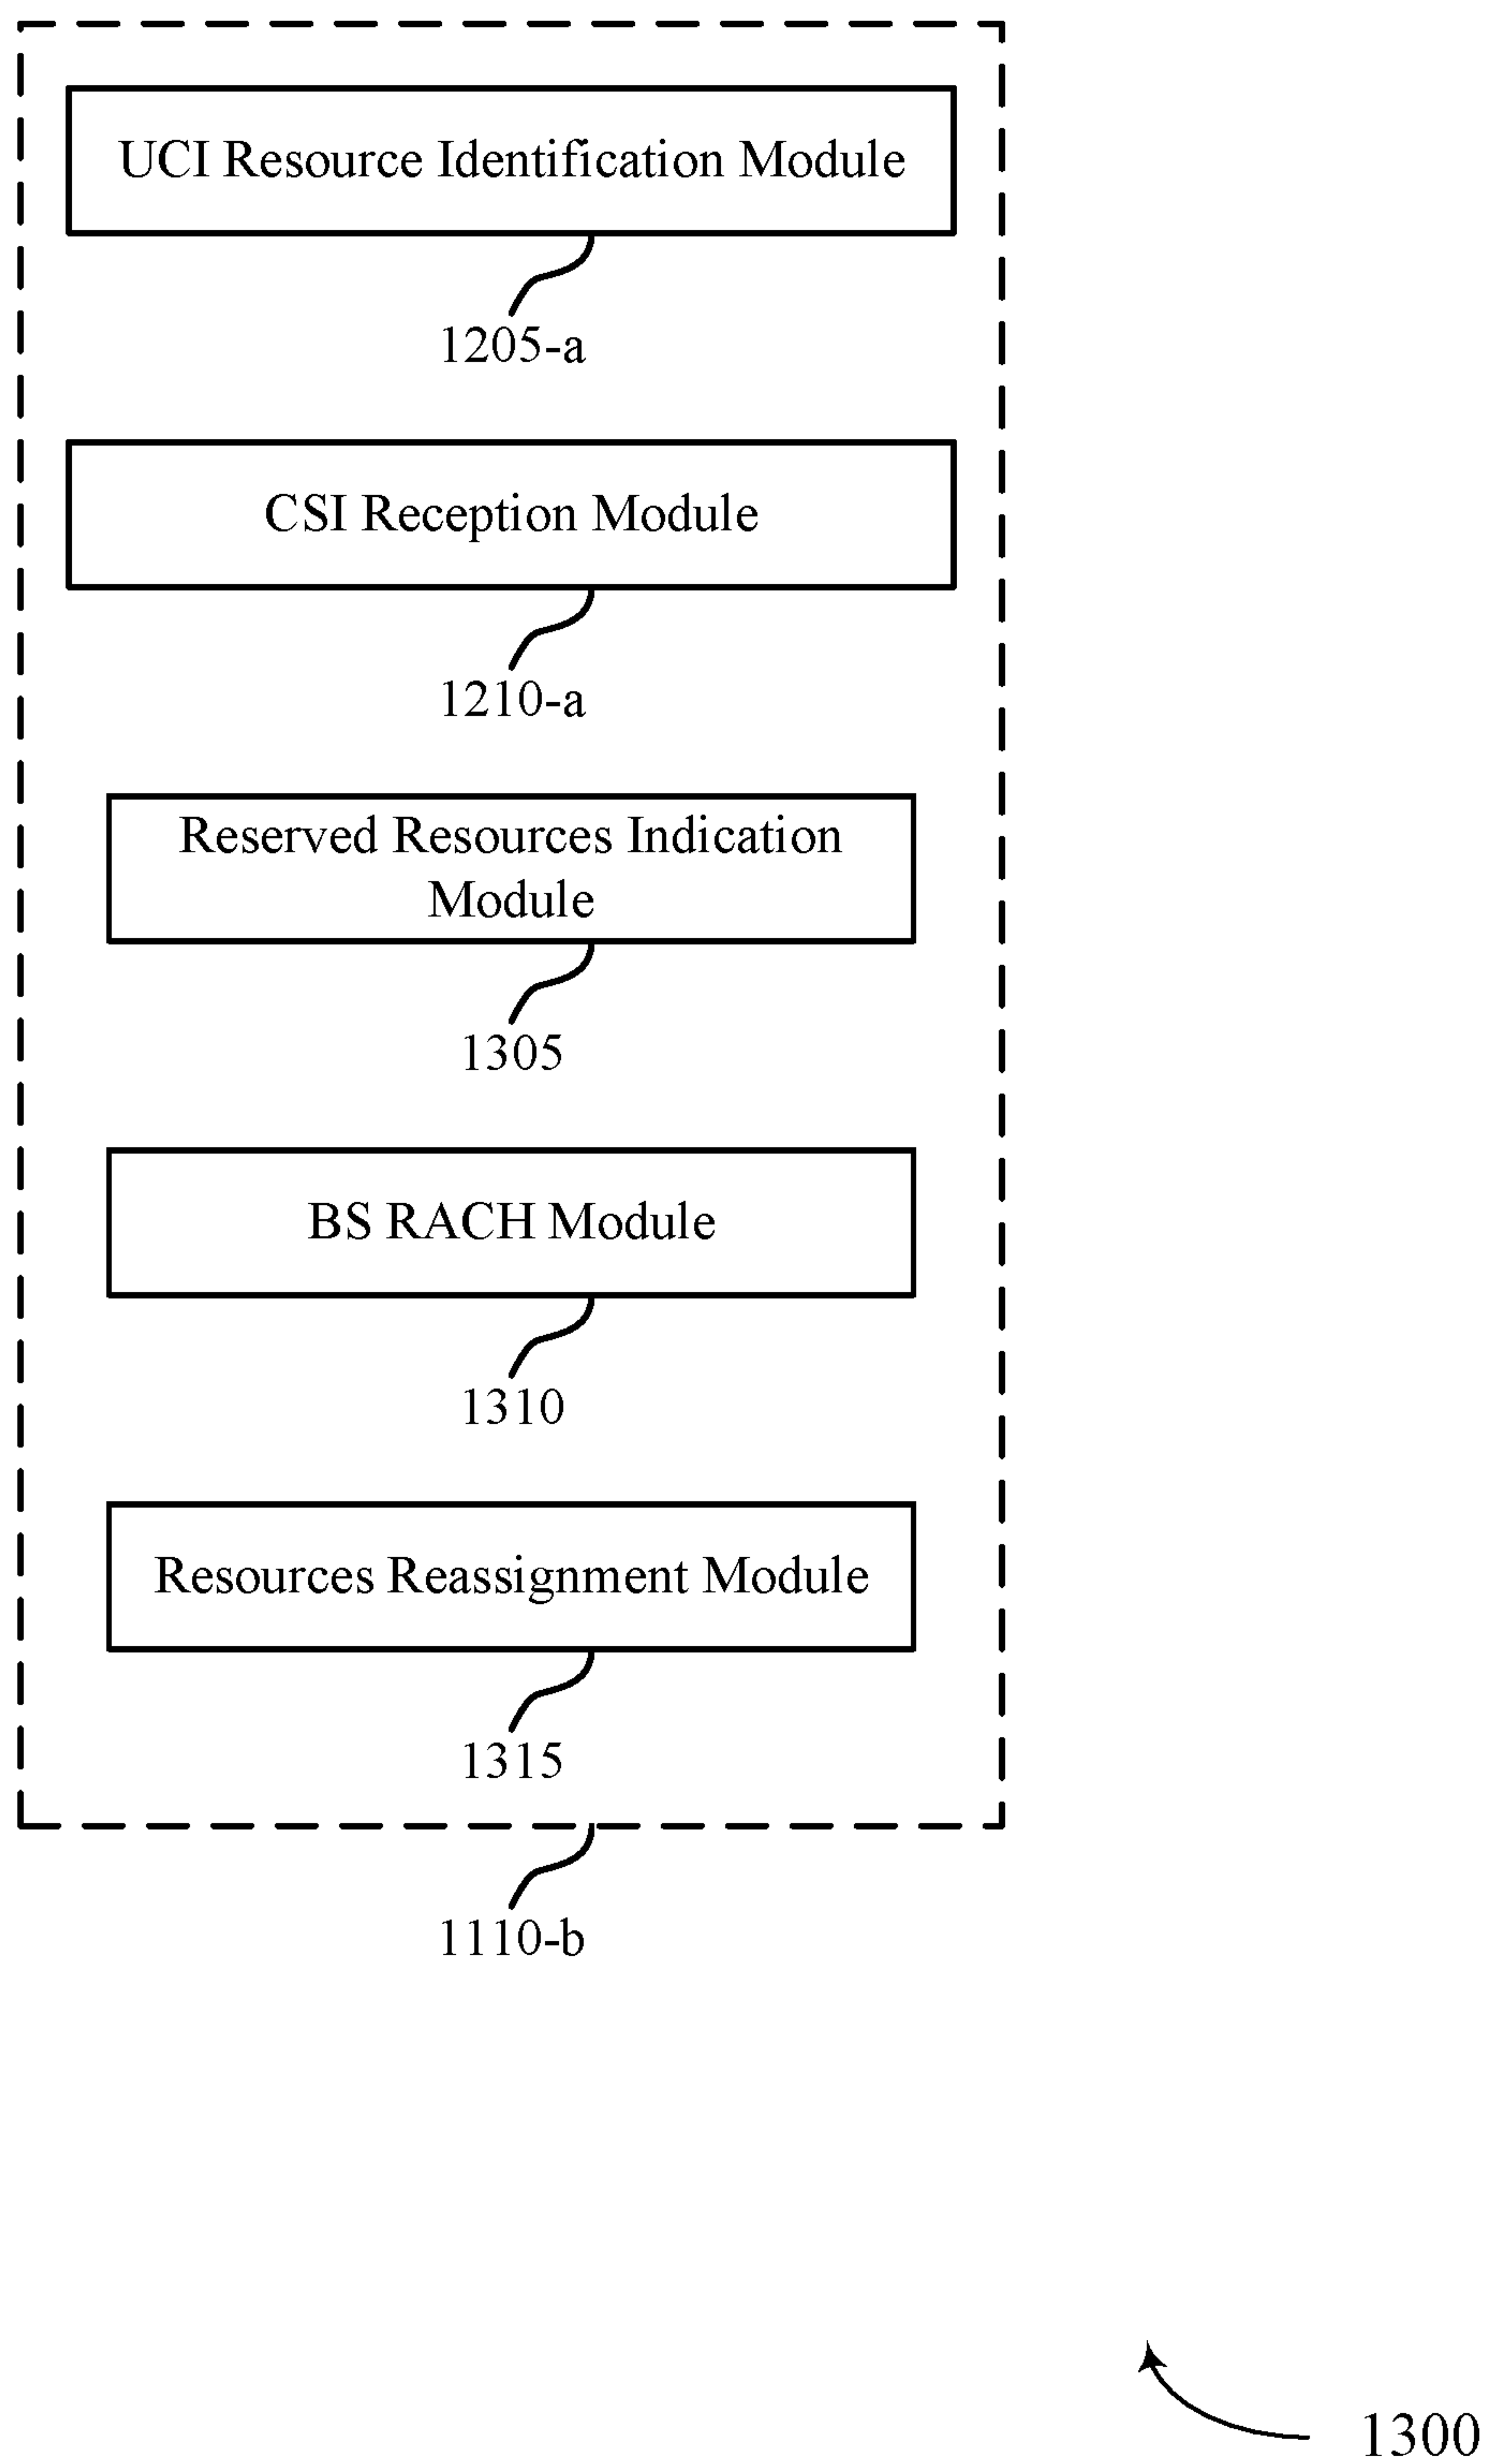 UCI Resource Identification Module
1205-a
CSI Reception Module
1210-a
Reserved Resources Indication
Module
1305
BS RACH Module
1310
Resources Reassignment Module
1315
1110-b
1300